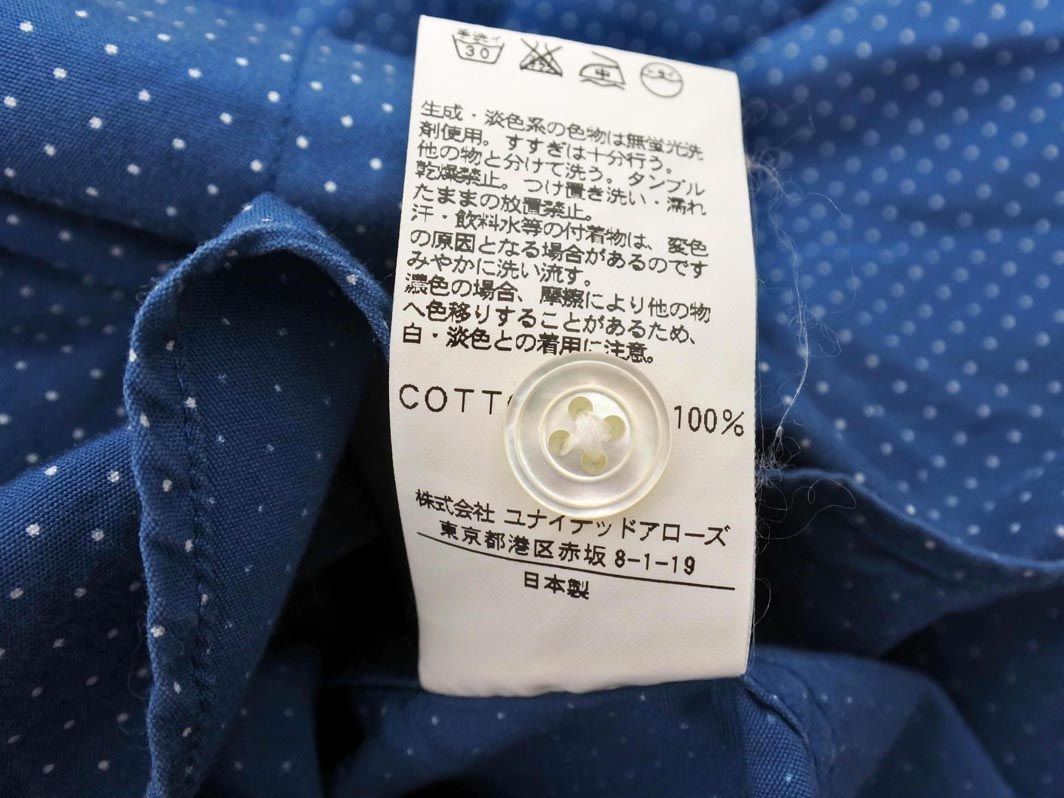 手洗イ
30
中
生成・淡色系の色物は無蛍光洗
剤使用。すすぎは十分行う。
他の物と分けて洗う。タンブル
乾燥禁止。つけ置き洗い・濡れ
たままの放置禁止。
汗・飲料水等の付着物は、変色
の原因となる場合があるのです
みやかに洗い流す。
濃色の場合、摩擦により他の物
へ色移りすることがあるため、
白・淡色との着用に注意。
COTT 100%
株式会社 ユナイテッドアローズ
東京都港区赤坂 8-1-19
日本製